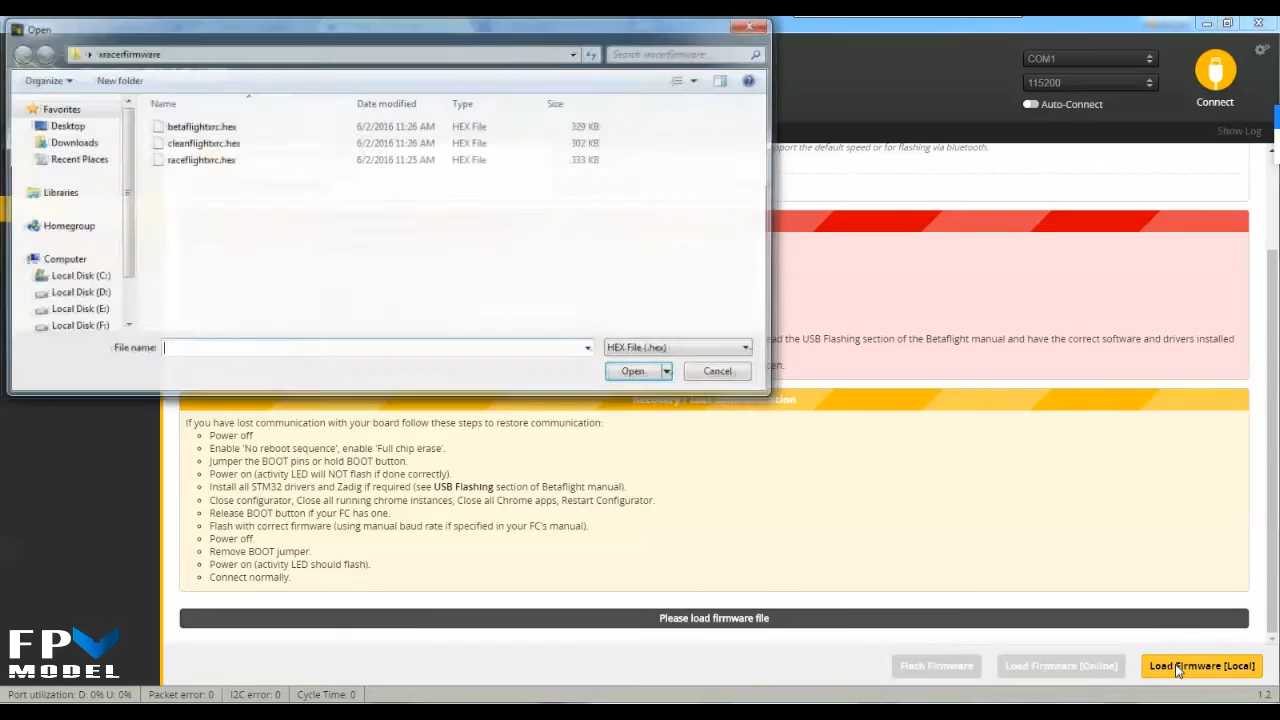 Open
xracerfirmware
Search xracerfirmware
Organize
New folder
Favorites
Desktop
Downloads
Recent Places
Libraries
Homegroup
Computer
Local Disk (C:)
Local Disk (D:)
Local Disk (E:)
Local Disk (F:)
Name Date modified Type Size
betaflightxrc.hex 6/2/2016 11:26 AM HEX File 329 KB
cleanflightxrc.hex 6/2/2016 11:26 AM HEX File 302 KB
raceflightxrc.hex 6/2/2016 11:25 AM HEX File 333 KB
File name:
HEX File (.hex)
Open
Cancel
COM1
115200
Auto-Connect
Connect
Show Log
port the default speed or for flashing via bluetooth.
ad the USB Flashing section of the Betaflight manual and have the correct software and drivers installed
If you have lost communication with your board follow these steps to restore communication:
Power off
Enable 'No reboot sequence', enable 'Full chip erase'.
Jumper the BOOT pins or hold BOOT button.
Power on (activity LED will NOT flash if done correctly).
Install all STM32 drivers and Zadig if required (see USB Flashing section of Betaflight manual).
Close configurator, Close all running chrome instances, Close all Chrome apps, Restart Configurator.
Release BOOT button if your FC has one.
Flash with correct firmware (using manual baud rate if specified in your FC's manual).
Power off.
Remove BOOT jumper.
Power on (activity LED should flash).
Connect normally.
Please load firmware file
FPV
MODEL
Flash Firmware
Load Firmware [Online]
Load Firmware [Local]
Port utilization: D: 0% U: 0%
Packet error: 0
I2C error: 0
Cycle Time: 0
1.2